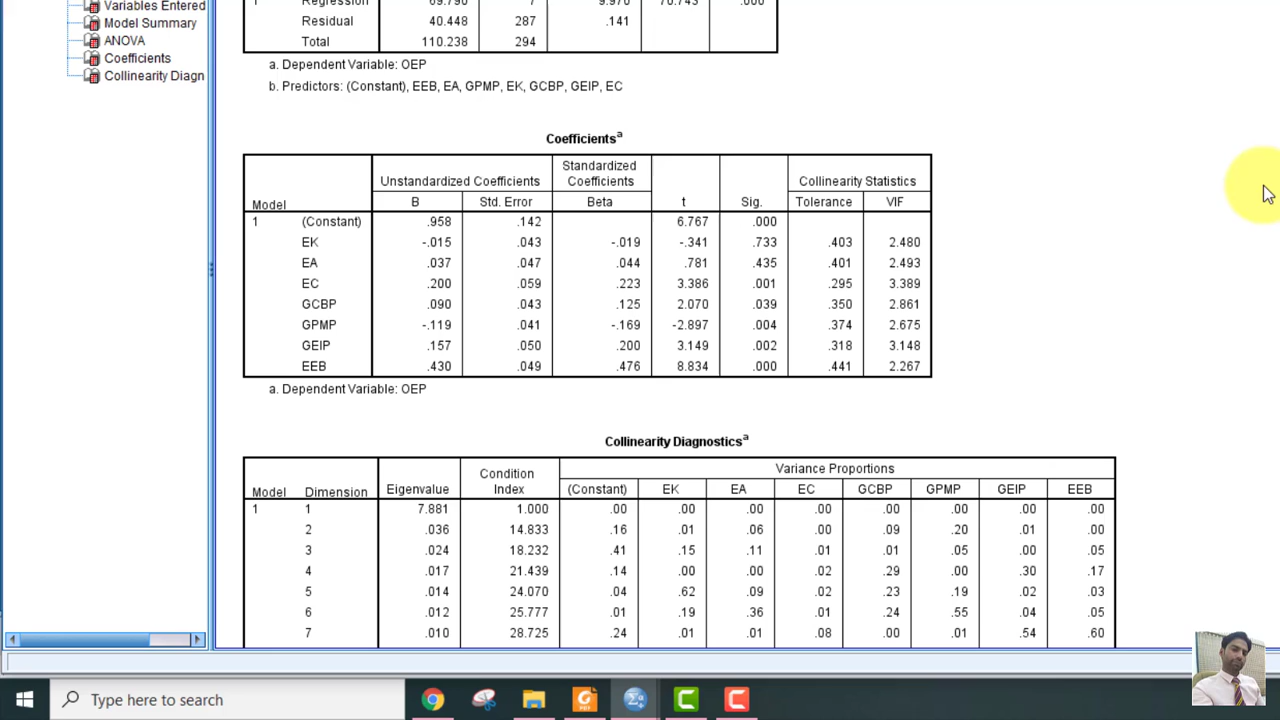 Variables Entered
Model Summary
ANOVA
Coefficients
Collinearity Diagn
1 Regression 69.790 7 9.970 70.743 .000
Residual 40.448 287 .141
Total 110.238 294
a. Dependent Variable: OEP
b. Predictors: (Constant), EEB, EA, GPMP, EK, GCBP, GEIP, EC
Coefficientsa
Model Unstandardized Coefficients Standardized Coefficients t Sig. Collinearity Statistics
B Std. Error Beta Tolerance VIF
1 (Constant) .958 .142 6.767 .000
EK -.015 .043 -.019 -.341 .733 .403 2.480
EA .037 .047 .044 .781 .435 .401 2.493
EC .200 .059 .223 3.386 .001 .295 3.389
GCBP .090 .043 .125 2.070 .039 .350 2.861
GPMP -.119 .041 -.169 -2.897 .004 .374 2.675
GEIP .157 .050 .200 3.149 .002 .318 3.148
EEB .430 .049 .476 8.834 .000 .441 2.267
a. Dependent Variable: OEP
Collinearity Diagnosticsa
Model Dimension Eigenvalue Condition Index Variance Proportions
(Constant) EK EA EC GCBP GPMP GEIP EEB
1 1 7.881 1.000 .00 .00 .00 .00 .00 .00 .00 .00
2 .036 14.833 .16 .01 .06 .00 .09 .20 .01 .00
3 .024 18.232 .41 .15 .11 .01 .01 .05 .00 .05
4 .017 21.439 .14 .00 .00 .02 .29 .00 .30 .17
5 .014 24.070 .04 .62 .09 .02 .23 .19 .02 .03
6 .012 25.777 .01 .19 .36 .01 .24 .55 .04 .05
7 .010 28.725 .24 .01 .01 .08 .00 .01 .54 .60
Type here to search